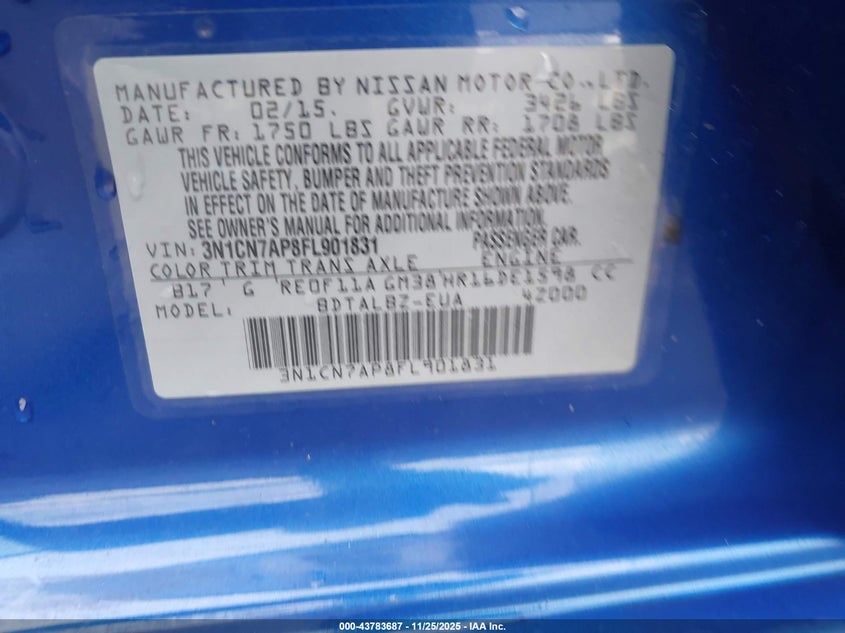 MANUFACTURED BY NISSAN MOTOR CO., LTD.
DATE: 02/15. GVWR: 3426 LBS
GAWR FR: 1750 LBS GAWR RR: 1708 LBS
THIS VEHICLE CONFORMS TO ALL APPLICABLE FEDERAL MOTOR
VEHICLE SAFETY, BUMPER AND THEFT PREVENTION STANDARDS
IN EFFECT ON THE DATE OF MANUFACTURE SHOWN ABOVE.
SEE OWNER'S MANUAL FOR ADDITIONAL INFORMATION.
VIN: 3N1CN7AP8FL901831 PASSENGER CAR.
COLOR TRIM TRANS AXLE ENGINE
B17 G RE0F11A GM38 HR16DE1598 CC
MODEL: BDTALBZ-EUA 42000
3N1CN7AP8FL901831
000-43783687 - 11/25/2025 - IAA Inc.